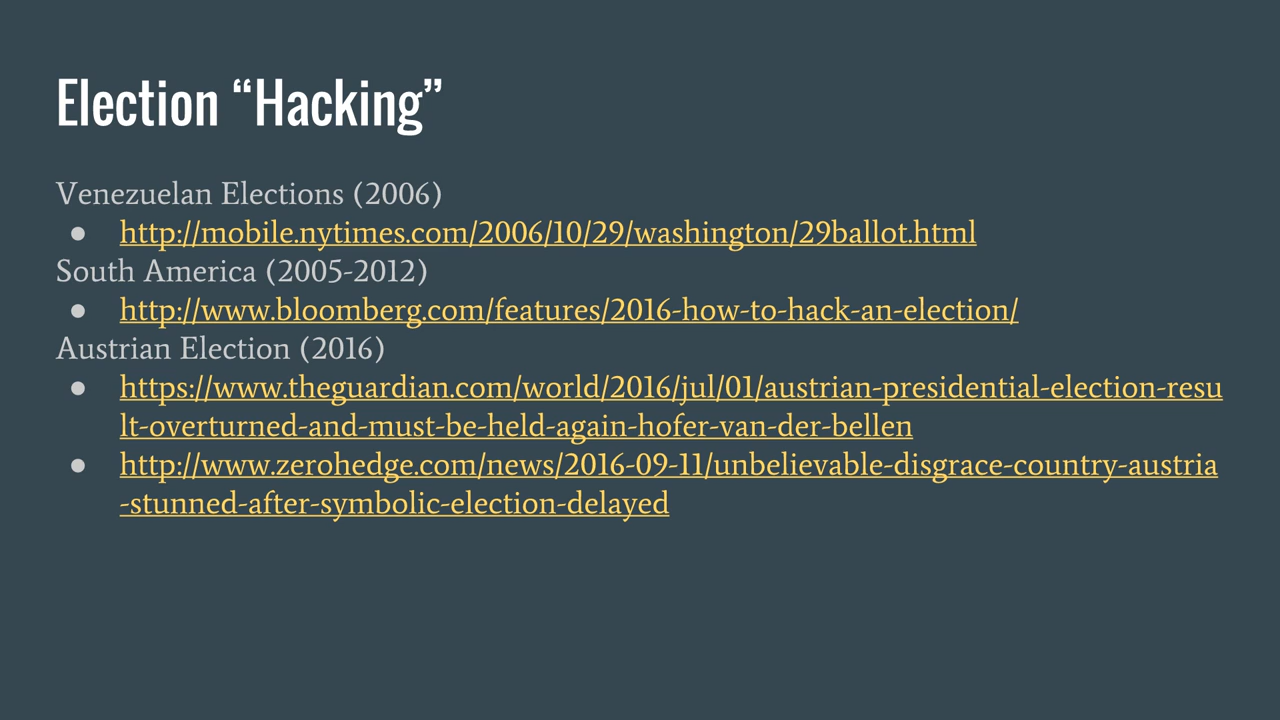 Election “Hacking”
Venezuelan Elections (2006)
● http://mobile.nytimes.com/2006/10/29/washington/29ballot.html
South America (2005-2012)
● http://www.bloomberg.com/features/2016-how-to-hack-an-election/
Austrian Election (2016)
● https://www.theguardian.com/world/2016/jul/01/austrian-presidential-election-resu
lt-overturned-and-must-be-held-again-hofer-van-der-bellen
● http://www.zerohedge.com/news/2016-09-11/unbelievable-disgrace-country-austria
-stunned-after-symbolic-election-delayed